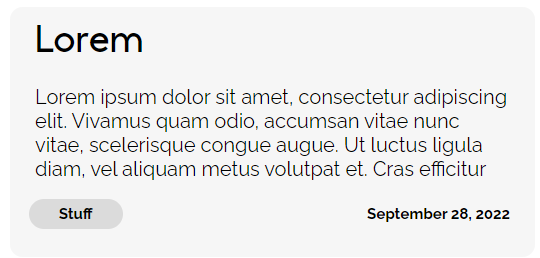 Lorem
Lorem ipsum dolor sit amet, consectetur adipiscing
elit. Vivamus quam odio, accumsan vitae nunc
vitae, scelerisque congue augue. Ut luctus ligula
diam, vel aliquam metus volutpat et. Cras efficitur
Stuff
September 28, 2022